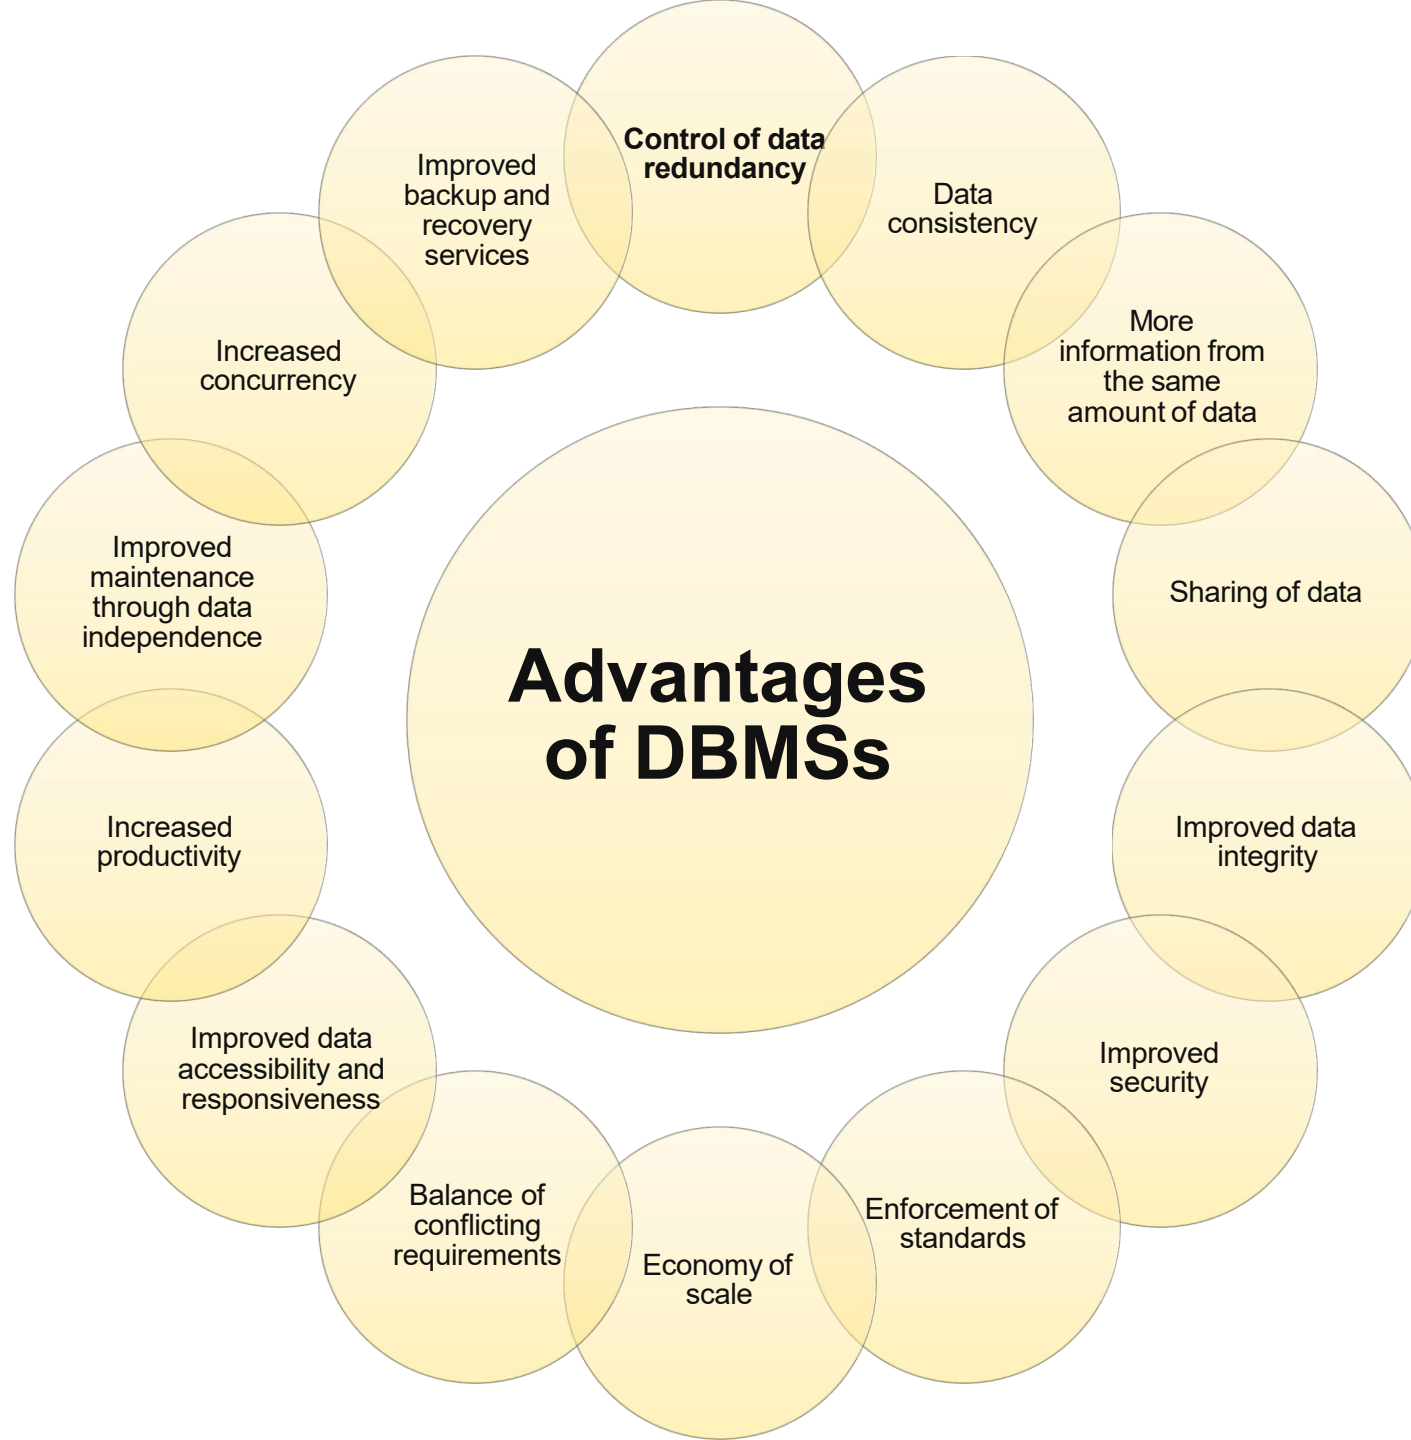 Control of data
redundancy
Data
consistency
More
information from
the same
amount of data
Sharing of data
Improved data
integrity
Improved
security
Enforcement of
standards
Economy of
scale
Balance of
conflicting
requirements
Improved data
accessibility and
responsiveness
Increased
productivity
Improved
maintenance
through data
independence
Increased
concurrency
Improved
backup and
recovery
services
Advantages
of DBMSs